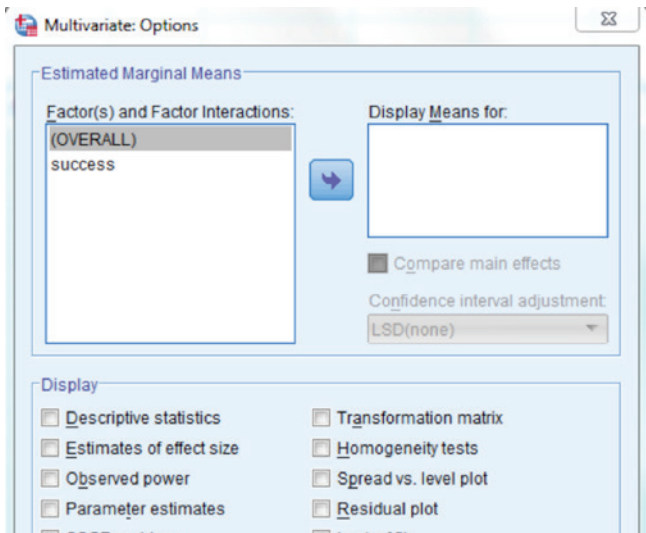 Multivariate: Options
Estimated Marginal Means
Factor(s) and Factor Interactions:
(OVERALL)
success
Display Means for:
Compare main effects
Confidence interval adjustment:
LSD(none)
Display
Descriptive statistics
Transformation matrix
Estimates of effect size
Homogeneity tests
Observed power
Spread vs. level plot
Parameter estimates
Residual plot